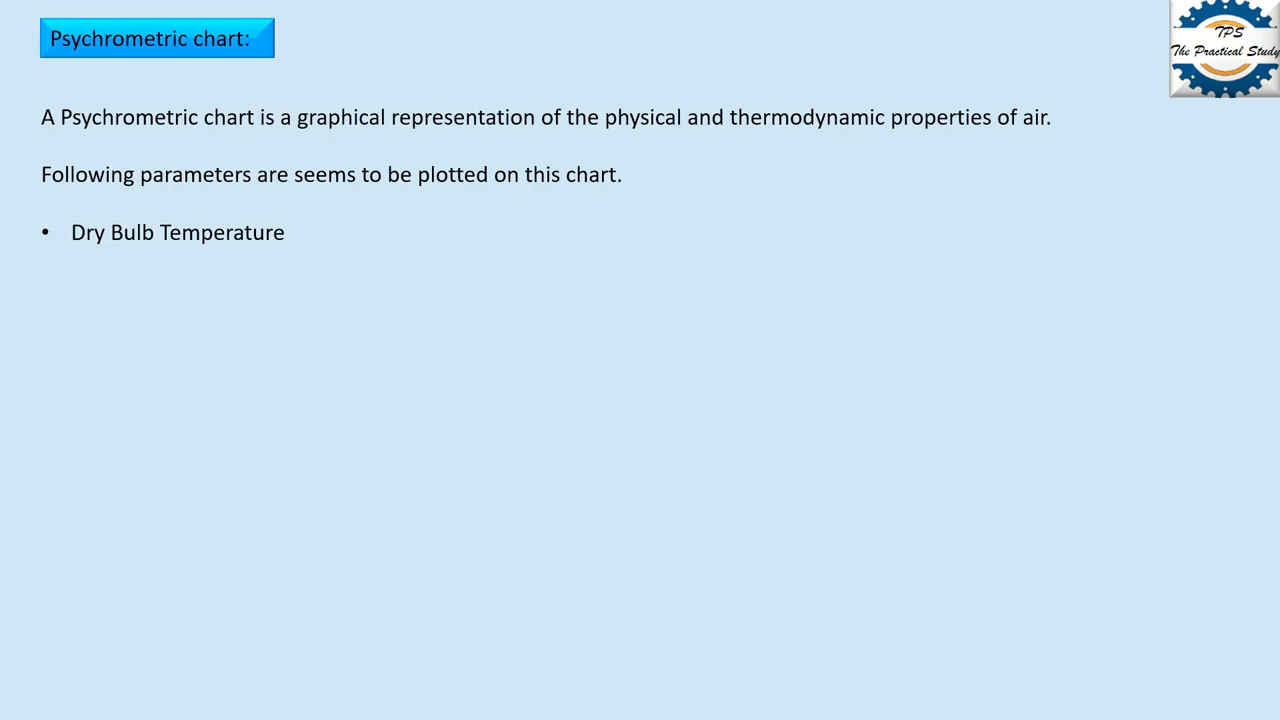 Psychrometric chart:
TPS
The Practical Study
A Psychrometric chart is a graphical representation of the physical and thermodynamic properties of air.
Following parameters are seems to be plotted on this chart.
• Dry Bulb Temperature